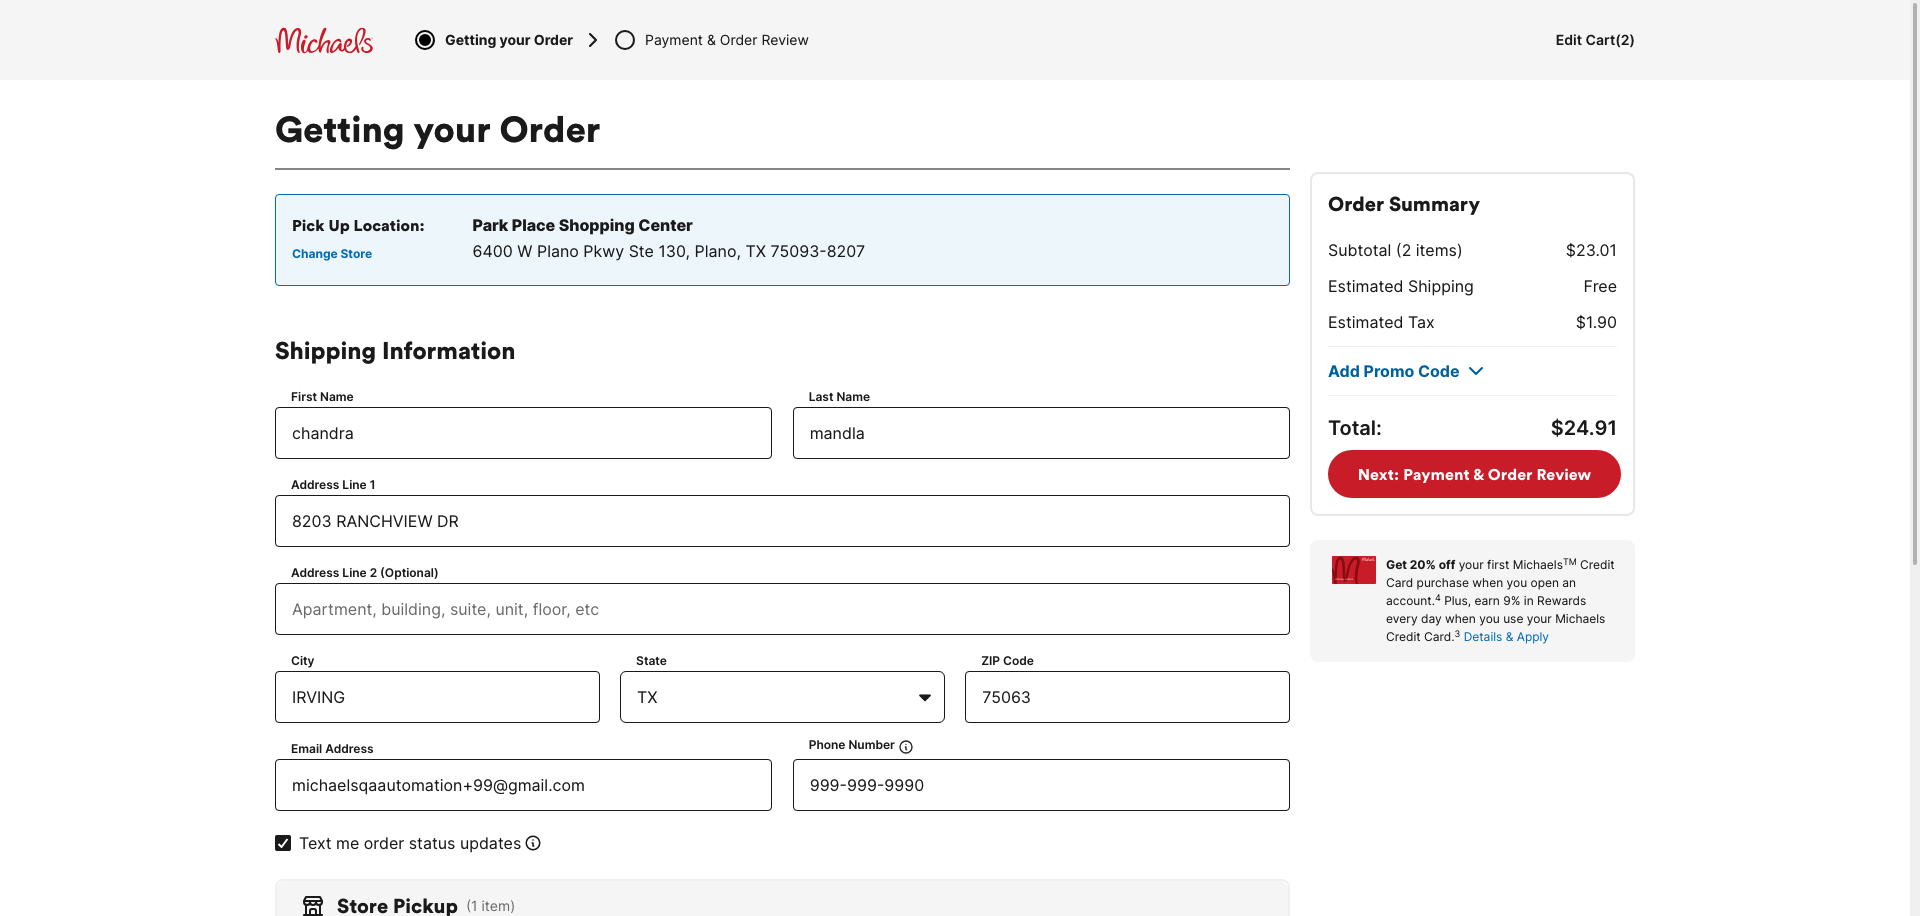 Michaels
Getting your Order
Payment & Order Review
Edit Cart(2)
Getting your Order
Pick Up Location:
Change Store
Park Place Shopping Center
6400 W Plano Pkwy Ste 130, Plano, TX 75093-8207
Shipping Information
First Name
chandra
Last Name
mandla
Address Line 1
8203 RANCHVIEW DR
Address Line 2 (Optional)
Apartment, building, suite, unit, floor, etc
City
IRVING
State
TX
ZIP Code
75063
Email Address
michaelsqaautomation+99@gmail.com
Phone Number
999-999-9990
Text me order status updates
Store Pickup (1 item)
Order Summary
Subtotal (2 items) $23.01
Estimated Shipping Free
Estimated Tax $1.90
Add Promo Code
Total: $24.91
Next: Payment & Order Review
Get 20% off your first Michaels™ Credit
Card purchase when you open an
account.⁴ Plus, earn 9% in Rewards
every day when you use your Michaels
Credit Card.³ Details & Apply